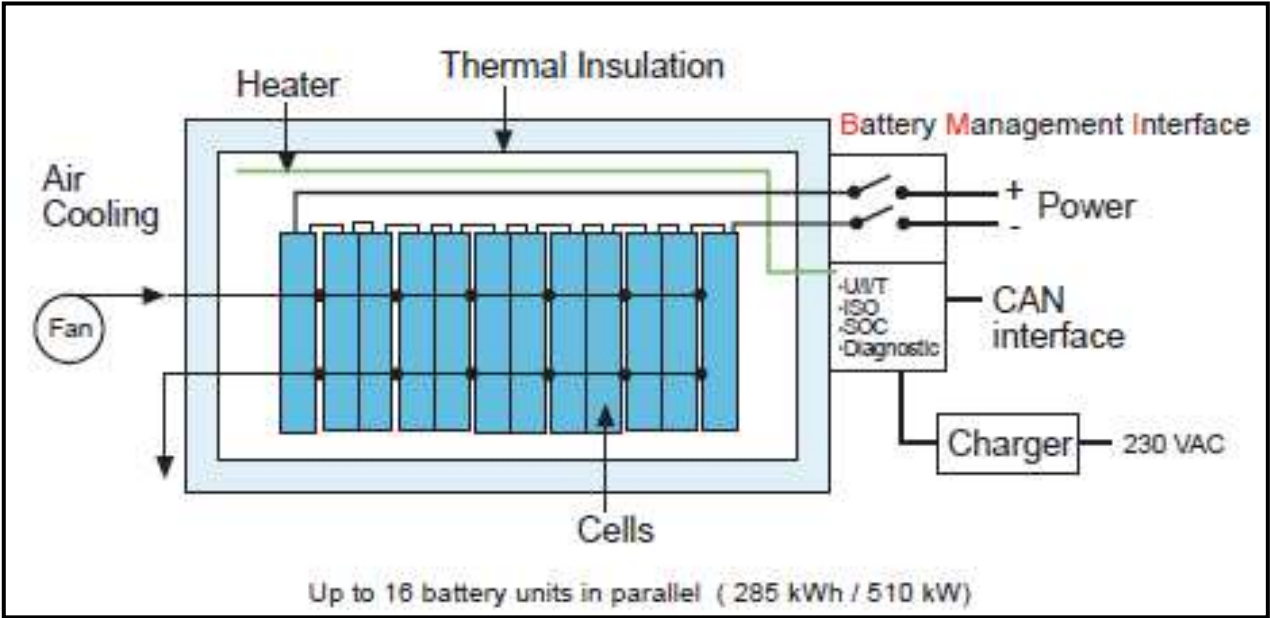 Thermal Insulation
Heater
Battery Management Interface
Air
Cooling
+
Power
-
Fan
-U/I/T
-ISO
-SOC
-Diagnostic
CAN
interface
Charger
230 VAC
Cells
Up to 16 battery units in parallel ( 285 kWh / 510 kW)